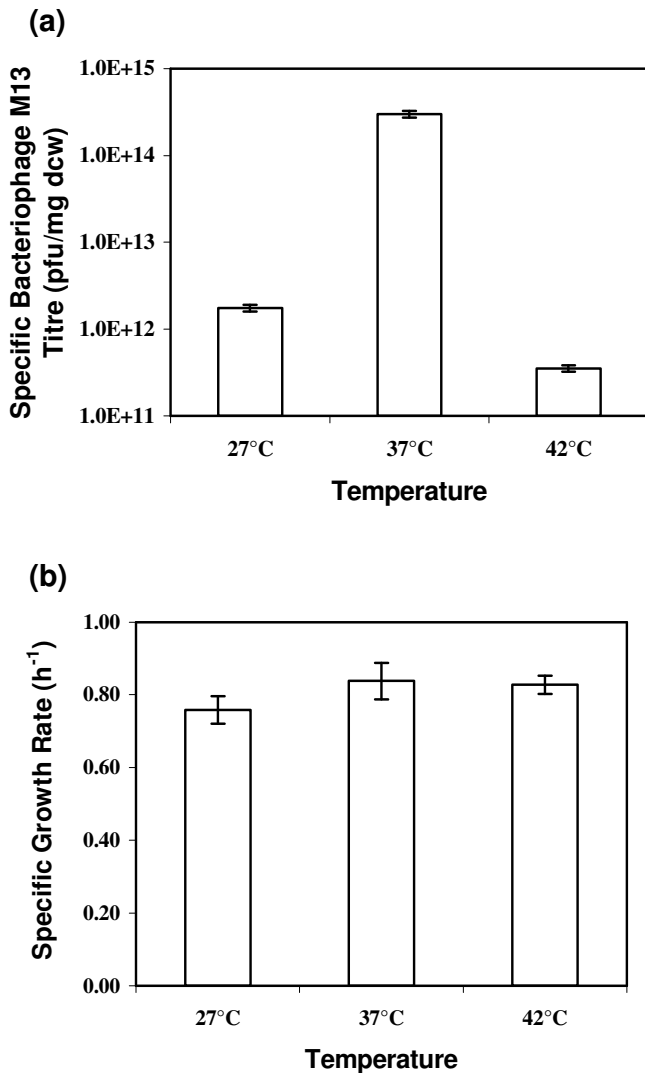 (a)
Specific Bacteriophage M13
Titre (pfu/mg dcw)
1.0E+15
1.0E+14
1.0E+13
1.0E+12
1.0E+11
27°C 37°C 42°C
Temperature
(b)
Specific Growth Rate (h⁻¹)
1.00
0.80
0.60
0.40
0.20
0.00
27°C 37°C 42°C
Temperature